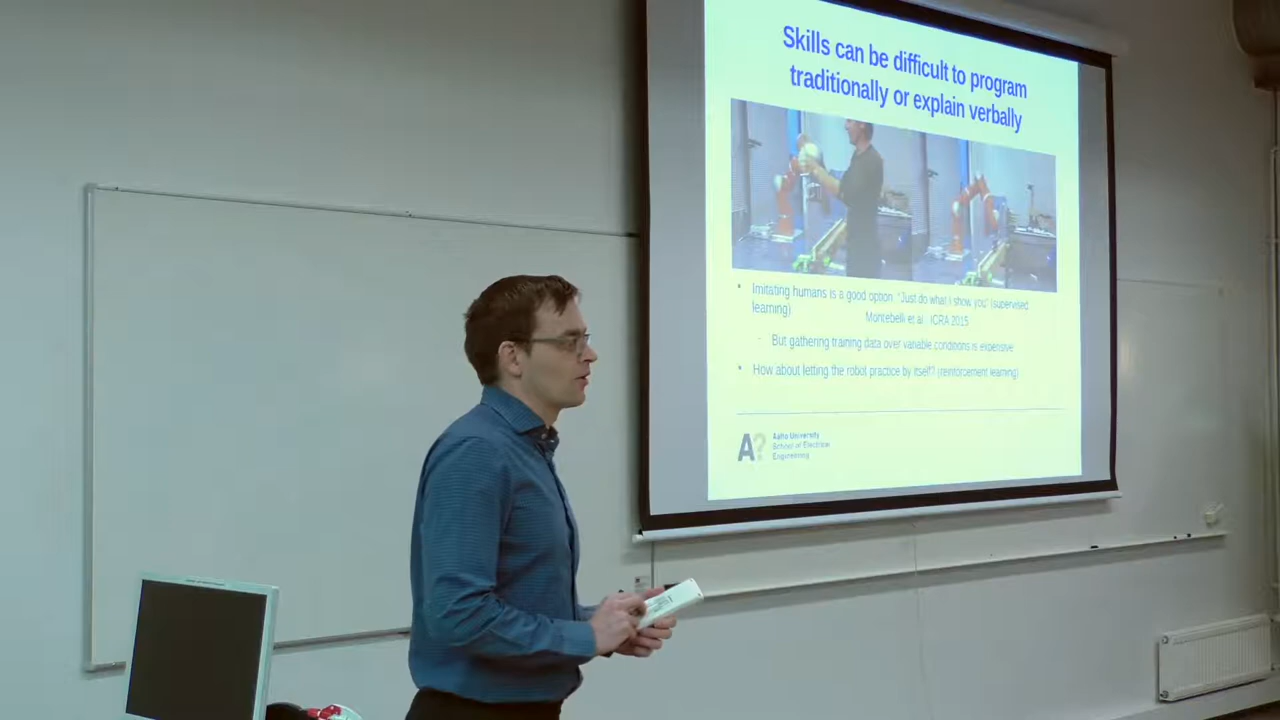 Skills can be difficult to program
traditionally or explain verbally
• Imitating humans is a good option. "Just do what I show you" (supervised
learning) Montebelli et al. ICRA 2015
- But gathering training data over variable conditions is expensive
• How about letting the robot practice by itself? (reinforcement learning)
A?
Aalto University
School of Electrical
Engineering